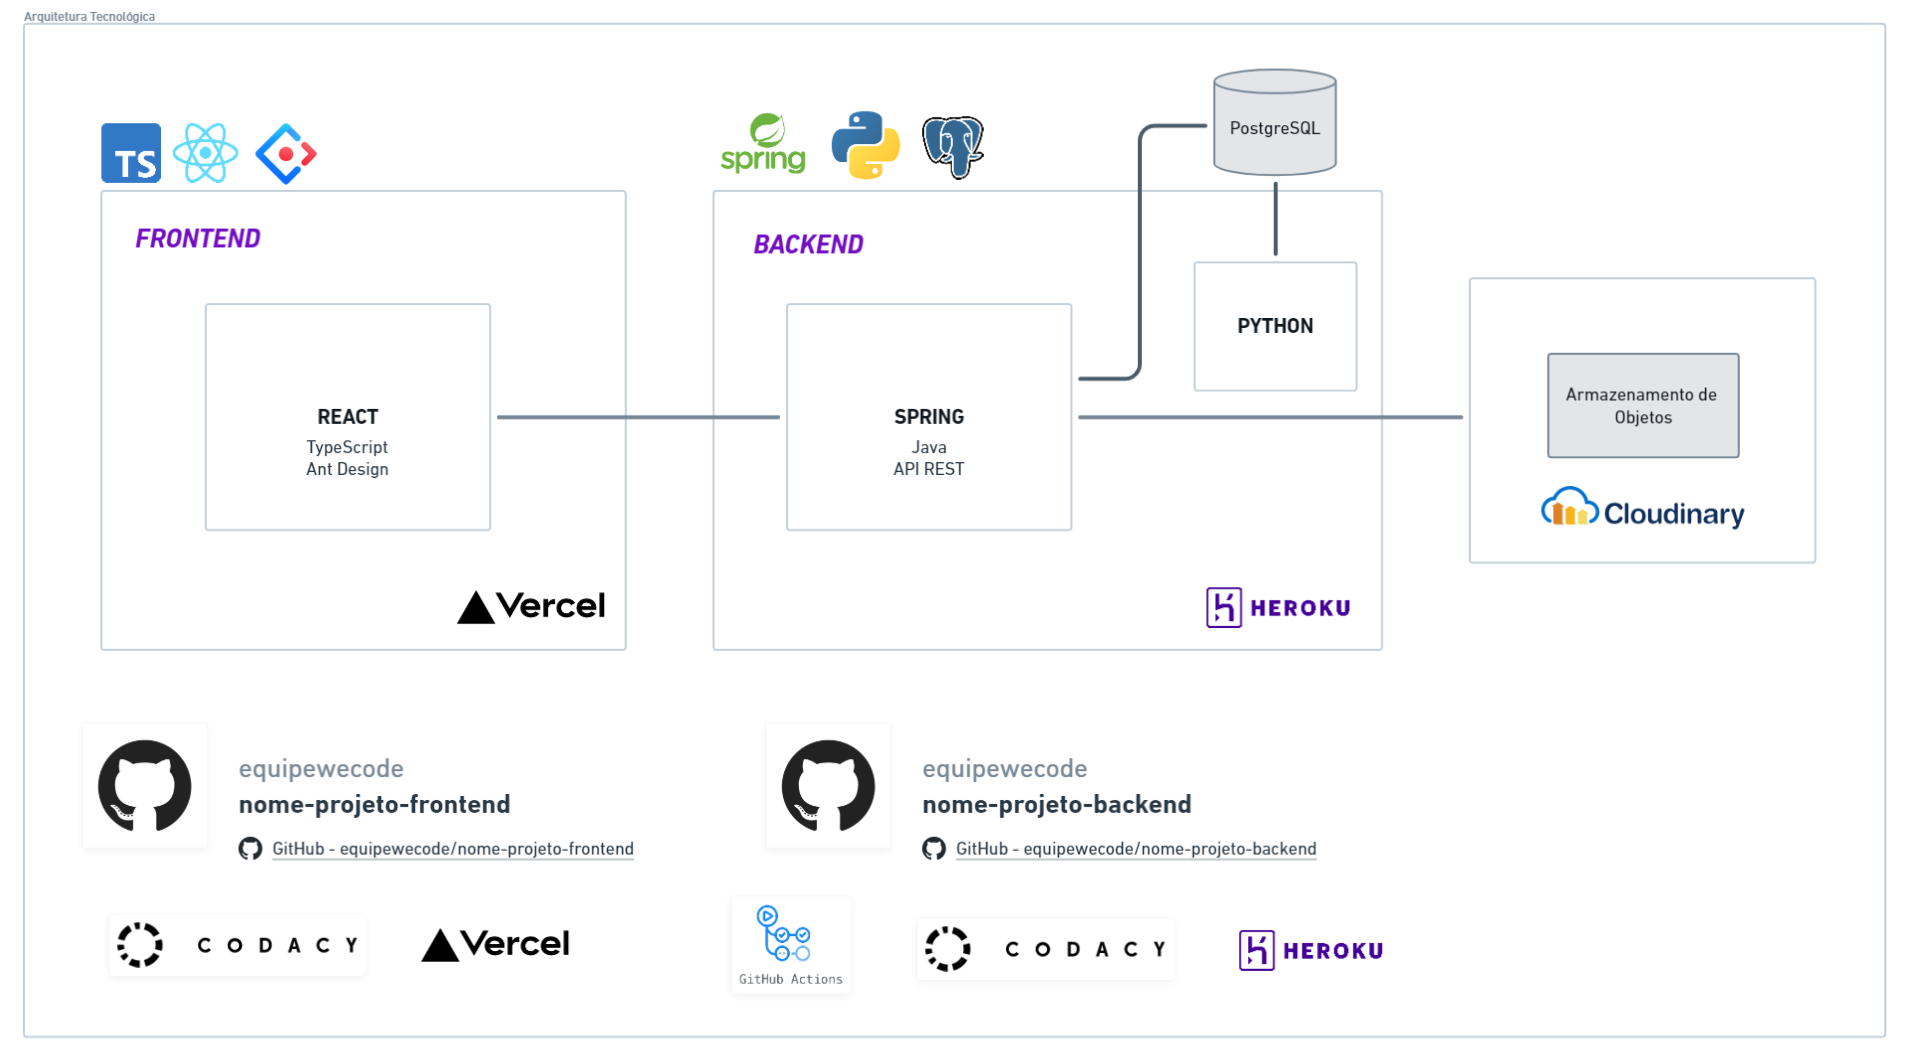 Arquitetura Tecnológica
TS
spring
PostgreSQL
FRONTEND
BACKEND
PYTHON
REACT
TypeScript
Ant Design
SPRING
Java
API REST
Armazenamento de
Objetos
Cloudinary
Vercel
HEROKU
equipewecode
nome-projeto-frontend
GitHub - equipewecode/nome-projeto-frontend
equipewecode
nome-projeto-backend
GitHub - equipewecode/nome-projeto-backend
CODACY
Vercel
GitHub Actions
CODACY
HEROKU